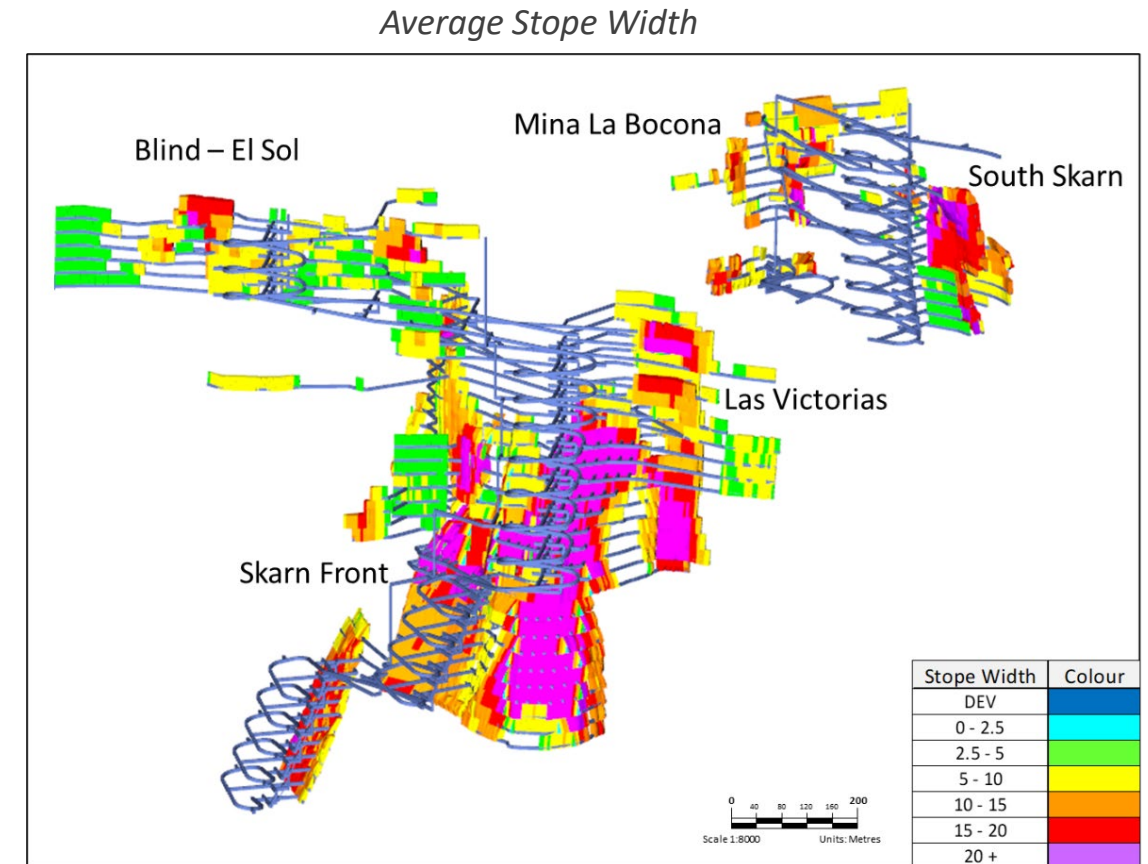 Average Stope Width
Blind – El Sol
Mina La Bocona
South Skarn
Las Victorias
Skarn Front
0 40 80 120 160 200
Scale 1:8000 Units: Metres
Stope Width Colour
DEV
0 - 2.5
2.5 - 5
5 - 10
10 - 15
15 - 20
20 +